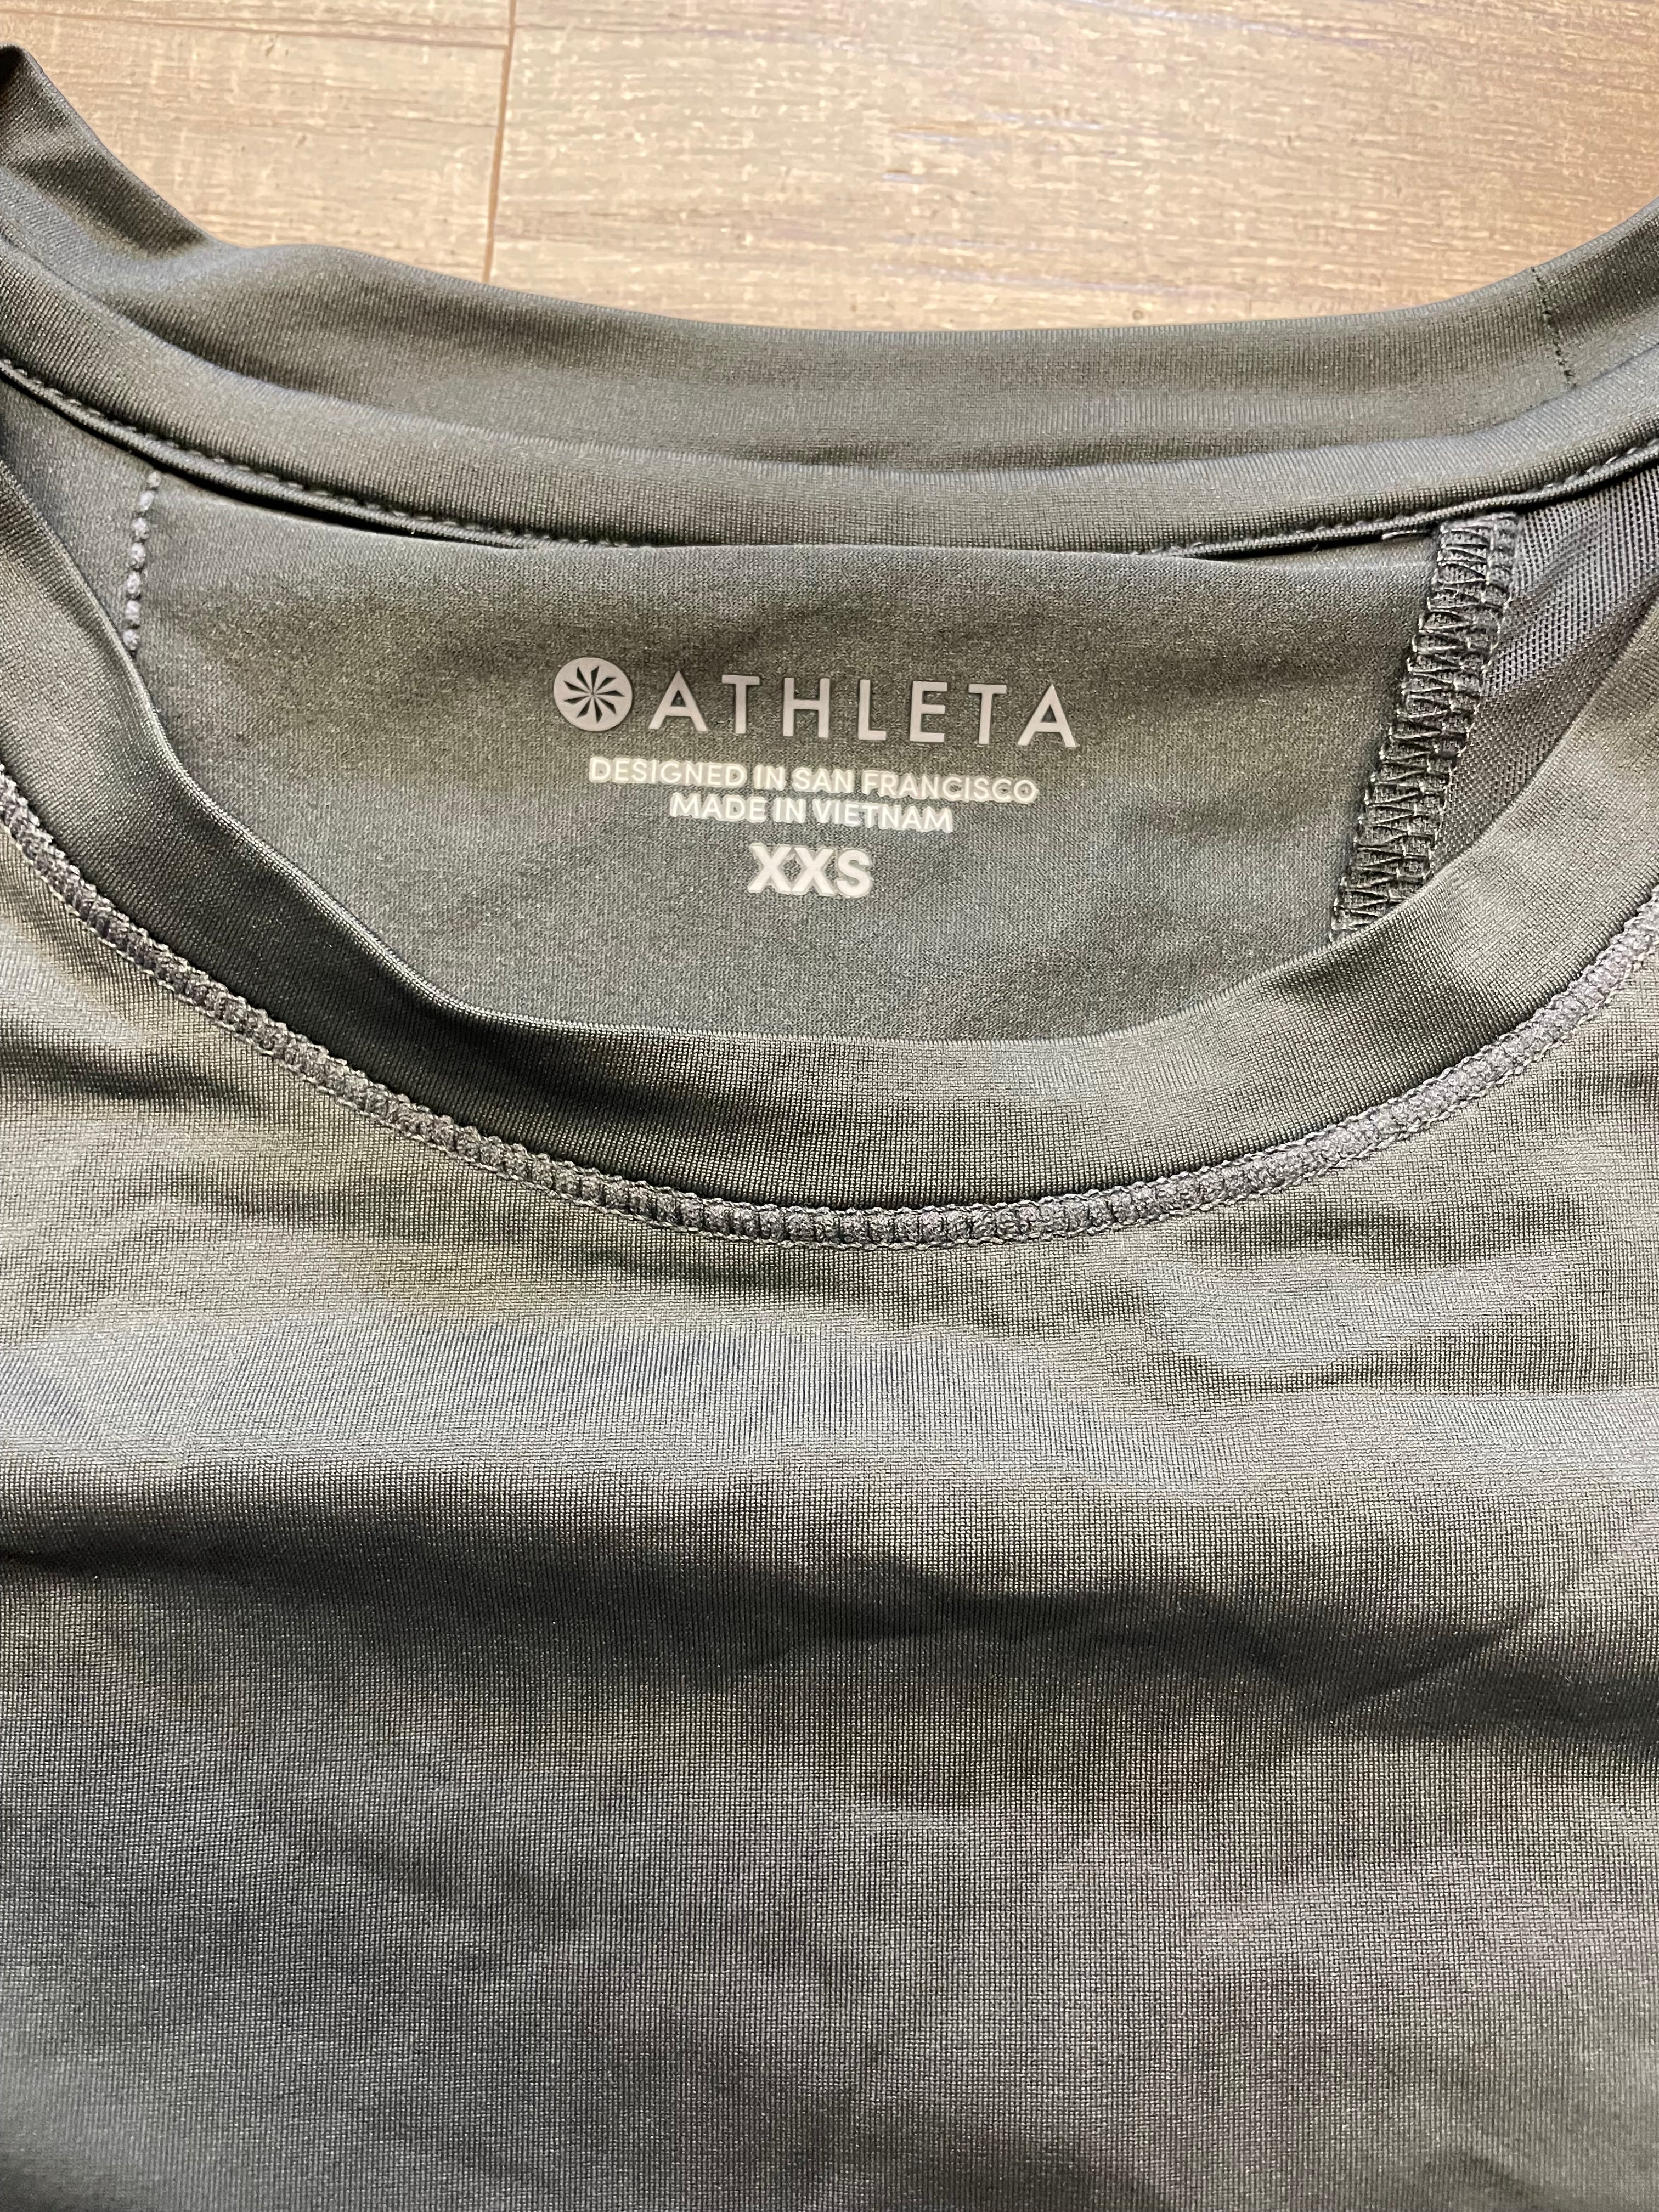 ATHLETA
DESIGNED IN SAN FRANCISCO
MADE IN VIETNAM
XXS